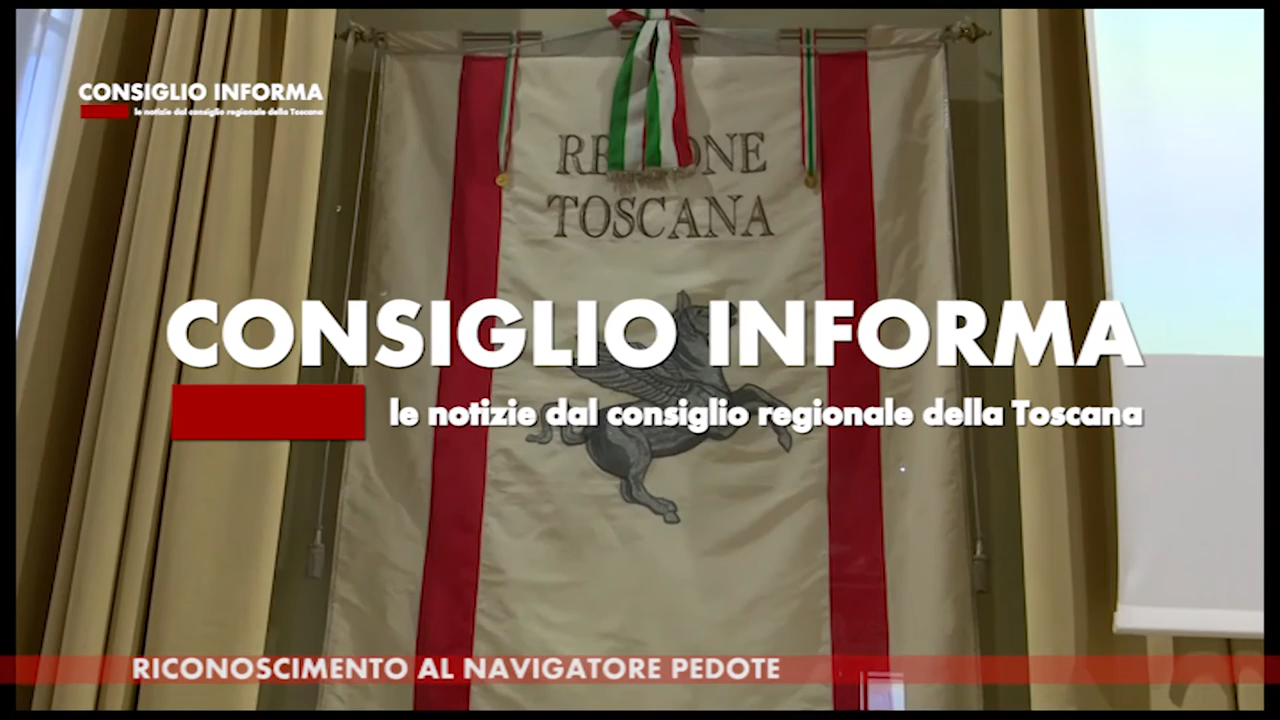 CONSIGLIO INFORMA
le notizie dal consiglio regionale della Toscana
TOSCANA
CONSIGLIO INFORMA
le notizie dal consiglio regionale della Toscana
RICONOSCIMENTO AL NAVIGATORE PEDOTE